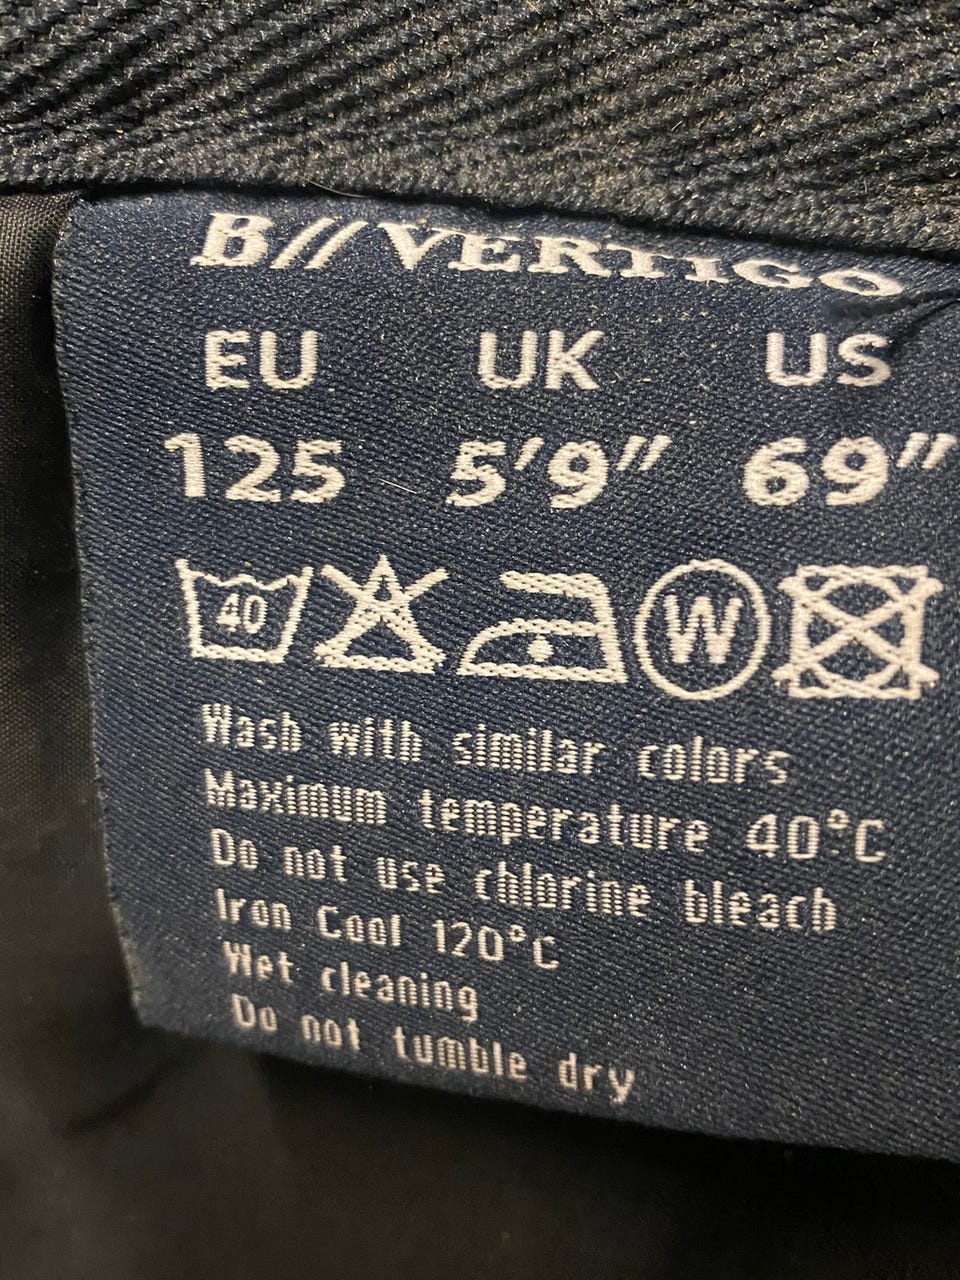 B//VERTIGO
EU UK US
125 5'9" 69"
40 W
Wash with similar colors
Maximum temperature 40°C
Do not use chlorine bleach
Iron Cool 120°C
Wet cleaning
Do not tumble dry